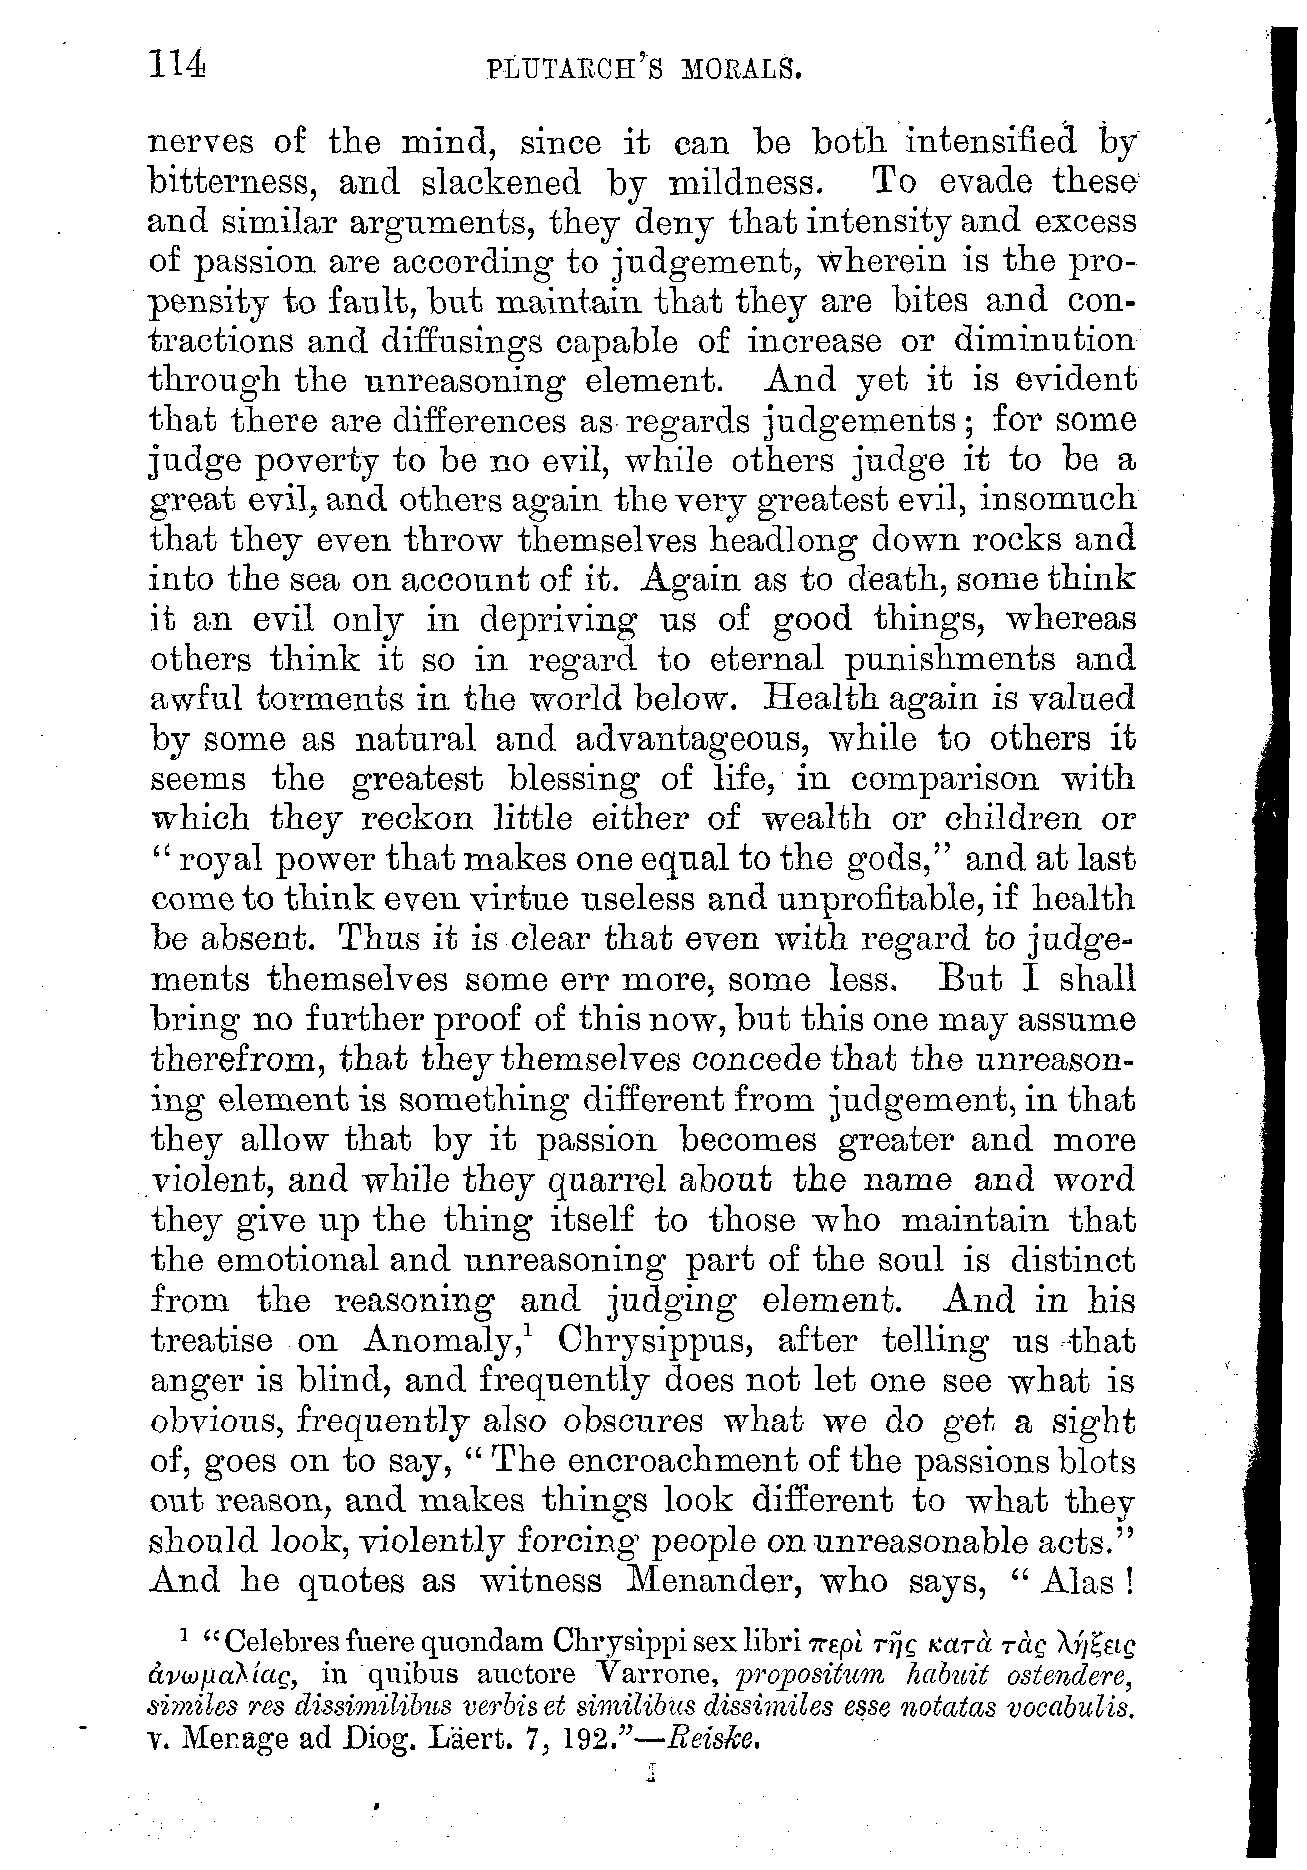 114 PLUTARCH'S MORALS.
nerves of the mind, since it can be both intensified by
bitterness, and slackened by mildness. To evade these
and similar arguments, they deny that intensity and excess
of passion are according to judgement, wherein is the pro-
pensity to fault, but maintain that they are bites and con-
tractions and diffusings capable of increase or diminution
through the unreasoning element. And yet it is evident
that there are differences as regards judgements; for some
judge poverty to be no evil, while others judge it to be a
great evil, and others again the very greatest evil, insomuch
that they even throw themselves headlong down rocks and
into the sea on account of it. Again as to death, some think
it an evil only in depriving us of good things, whereas
others think it so in regard to eternal punishments and
awful torments in the world below. Health again is valued
by some as natural and advantageous, while to others it
seems the greatest blessing of life, in comparison with
which they reckon little either of wealth or children or
"royal power that makes one equal to the gods," and at last
come to think even virtue useless and unprofitable, if health
be absent. Thus it is clear that even with regard to judge-
ments themselves some err more, some less. But I shall
bring no further proof of this now, but this one may assume
therefrom, that they themselves concede that the unreason-
ing element is something different from judgement, in that
they allow that by it passion becomes greater and more
violent, and while they quarrel about the name and word
they give up the thing itself to those who maintain that
the emotional and unreasoning part of the soul is distinct
from the reasoning and judging element. And in his
treatise on Anomaly,¹ Chrysippus, after telling us that
anger is blind, and frequently does not let one see what is
obvious, frequently also obscures what we do get a sight
of, goes on to say, "The encroachment of the passions blots
out reason, and makes things look different to what they
should look, violently forcing people on unreasonable acts."
And he quotes as witness Menander, who says, "Alas!
¹ "Celebres fuere quondam Chrysippi sex libri περὶ τῆς κατὰ τὰς λήξεις
ἀνωμαλίας, in quibus auctore Varrone, propositum habuit ostendere,
similes res dissimilibus verbis et similibus dissimiles esse notatas vocabulis.
v. Menage ad Diog. Läert. 7, 192."—Reiske.
I